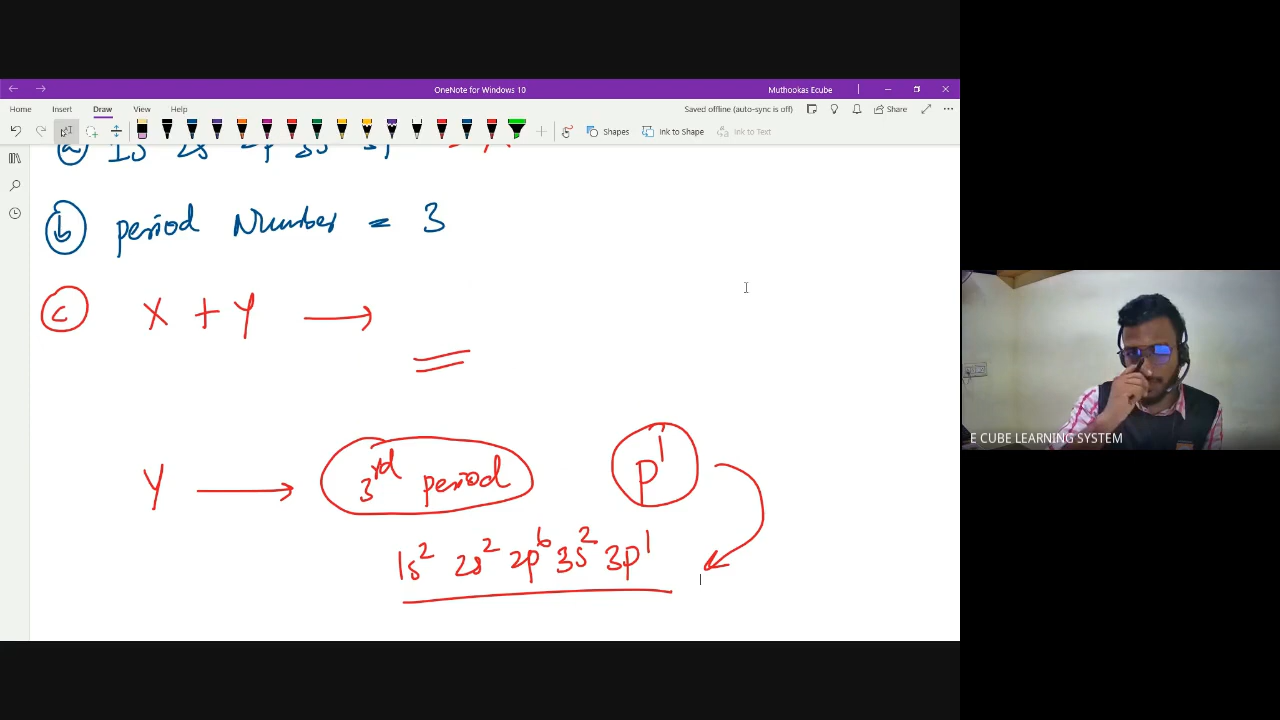 OneNote for Windows 10
Muthookas Ecube
Home Insert Draw View Help
Saved offline (auto-sync is off)
Share
Shapes
Ink to Shape
Ink to Text
b period Number = 3
c X + Y →
Y → 3rd period p¹
1s² 2s² 2p⁶ 3s² 3p¹
E CUBE LEARNING SYSTEM